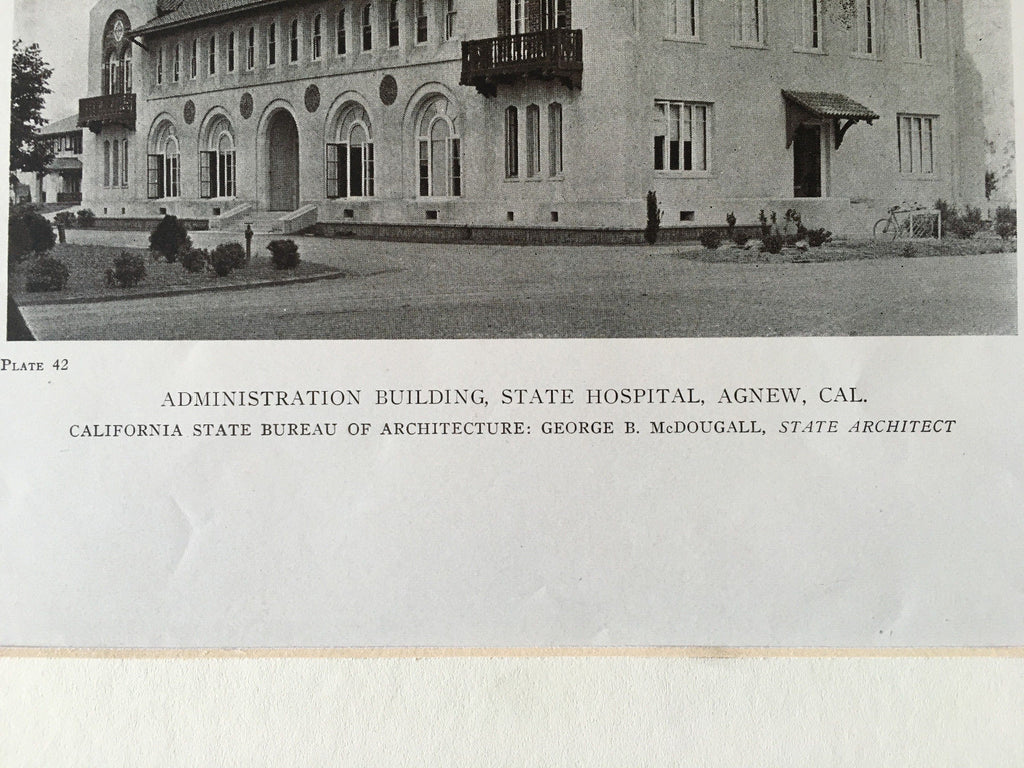 PLATE 42
ADMINISTRATION BUILDING, STATE HOSPITAL, AGNEW, CAL.
CALIFORNIA STATE BUREAU OF ARCHITECTURE: GEORGE B. McDOUGALL, STATE ARCHITECT